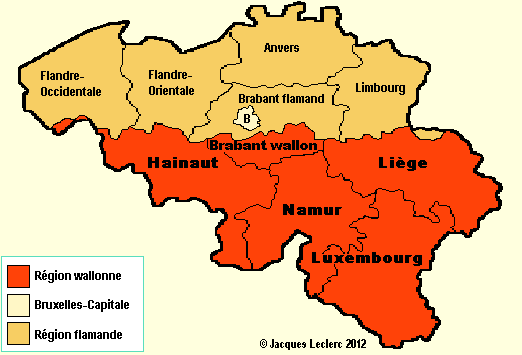 Anvers
Flandre-
Occidentale
Flandre-
Orientale
Limbourg
Brabant flamand
B
Brabant wallon
Hainaut
Liège
Namur
Luxembourg
Région wallonne
Bruxelles-Capitale
Région flamande
© Jacques Leclerc 2012